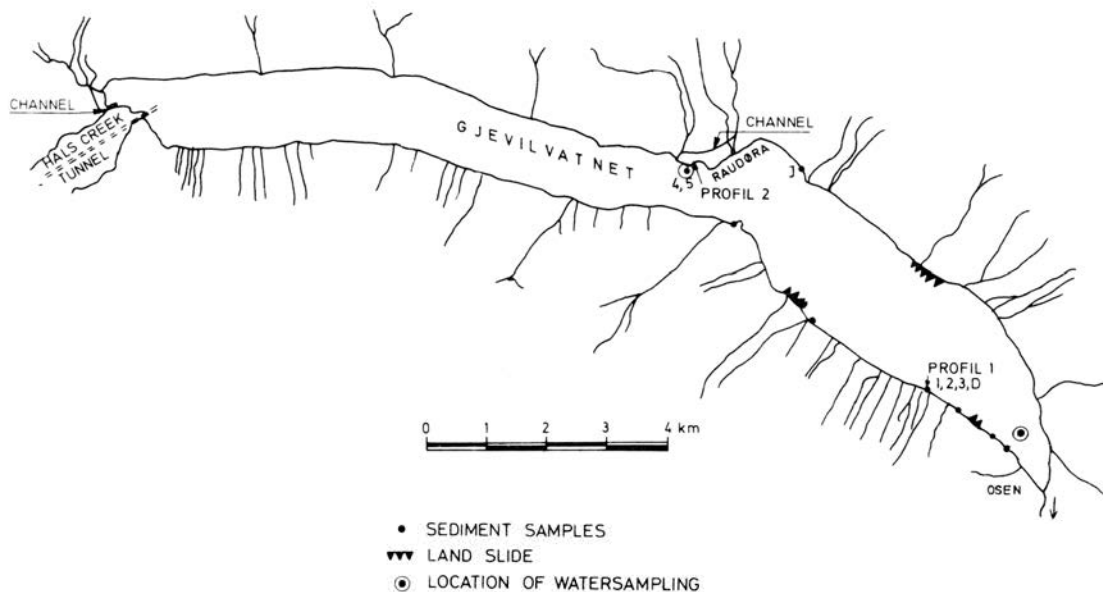 CHANNEL
HALS CREEK
TUNNEL
GJEVILVATNET
CHANNEL
RAUDØRA
4,5
PROFIL 2
J
PROFIL 1
1,2,3,D
OSEN
0 1 2 3 4 km
SEDIMENT SAMPLES
LAND SLIDE
LOCATION OF WATERSAMPLING